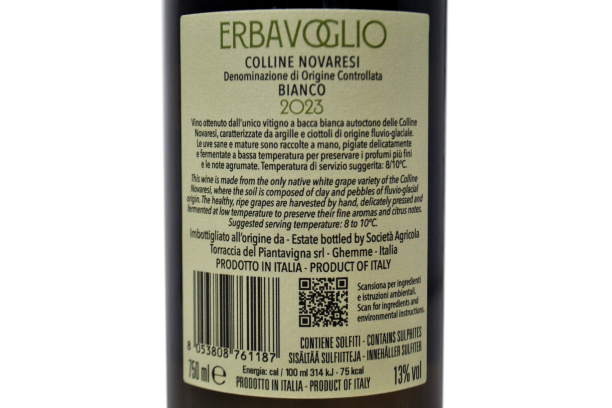 ERBAVOGLIO
COLLINE NOVARESI
Denominazione di Origine Controllata
BIANCO
2023
Vino ottenuto dall'unico vitigno a bacca bianca autoctono delle Colline
Novaresi, caratterizzate da argille e ciottoli di origine fluvio-glaciale.
Le uve sane e mature sono raccolte a mano, pigiate delicatamente
e fermentate a bassa temperatura per preservare i profumi più fini
e le note agrumate. Temperatura di servizio suggerita: 8/10°C.
This wine is made from the only native white grape variety of the Colline
Novaresi, where the soil is composed of clay and pebbles of fluvial-glacial
origin. The healthy, ripe grapes are harvested by hand, delicately pressed and
fermented at low temperature to preserve their fine aromas and citrus notes.
Suggested serving temperature: 8 to 10°C.
Imbottigliato all'origine da - Estate bottled by Società Agricola
Torraccia del Piantavigna srl - Ghemme - Italia
PRODOTTO IN ITALIA - PRODUCT OF ITALY
Scansiona per ingredienti
e istruzioni ambientali.
Scan for ingredients and
environmental instructions.
8 053808 761187
CONTIENE SOLFITI - CONTAINS SULPHITES
SISÄLTÄÄ SULFIITTEJA - INNEHÅLLER SULFITER
750 ml e
Energia: cal / 100 ml 314 kJ - 75 kcal
PRODOTTO IN ITALIA - PRODUCT OF ITALY
13% vol